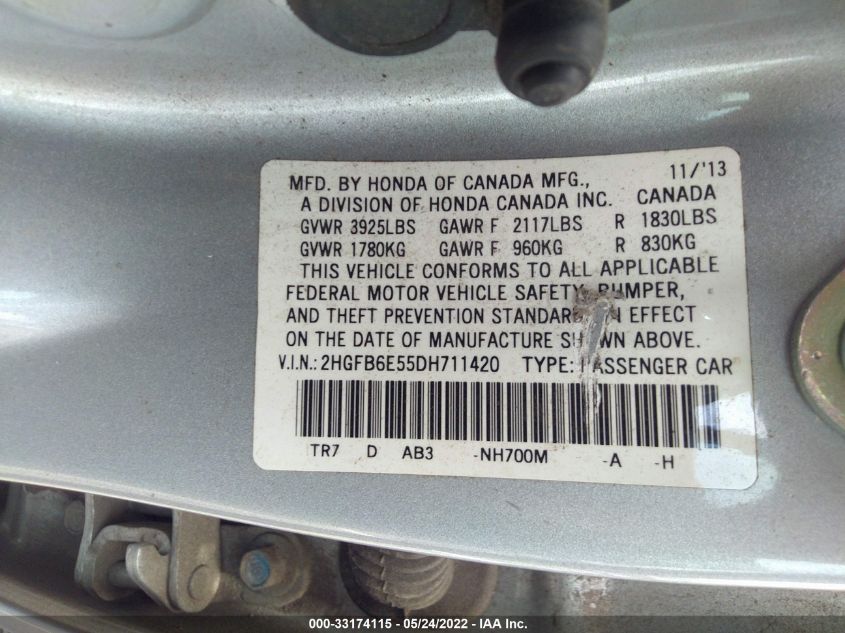 11/'13
MFD. BY HONDA OF CANADA MFG.,
A DIVISION OF HONDA CANADA INC. CANADA
GVWR 3925LBS GAWR F 2117LBS R 1830LBS
GVWR 1780KG GAWR F 960KG R 830KG
THIS VEHICLE CONFORMS TO ALL APPLICABLE
FEDERAL MOTOR VEHICLE SAFETY, BUMPER,
AND THEFT PREVENTION STANDARDS IN EFFECT
ON THE DATE OF MANUFACTURE SHOWN ABOVE.
V.I.N.: 2HGFB6E55DH711420 TYPE: PASSENGER CAR
TR7 D AB3 -NH700M -A -H
000-33174115 - 05/24/2022 - IAA Inc.